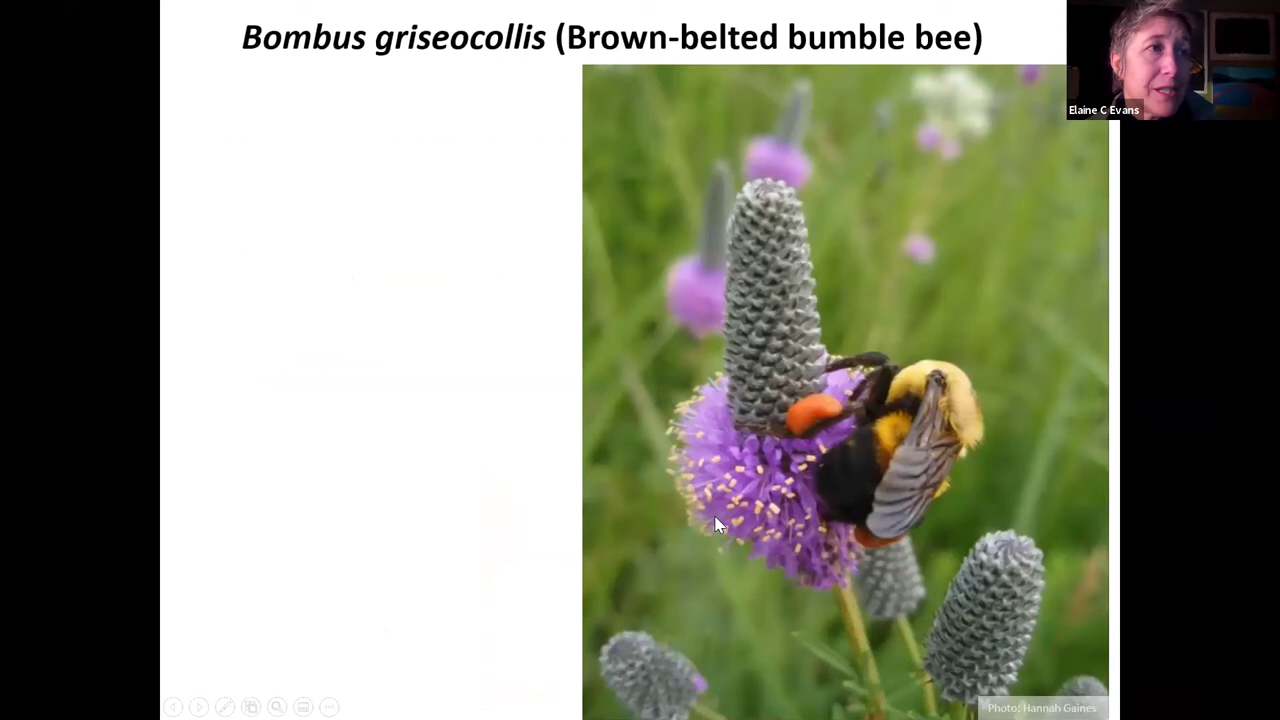 Bombus griseocollis (Brown-belted bumble bee)
Elaine C Evans
Photo: Hannah Gaines